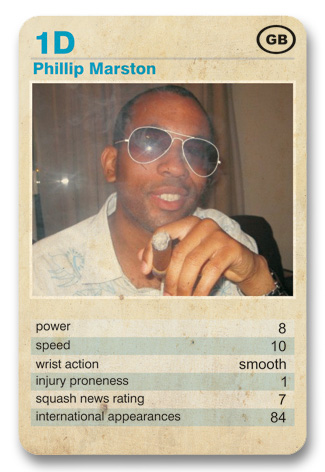 1D
GB
Phillip Marston
power 8
speed 10
wrist action smooth
injury proneness 1
squash news rating 7
international appearances 84